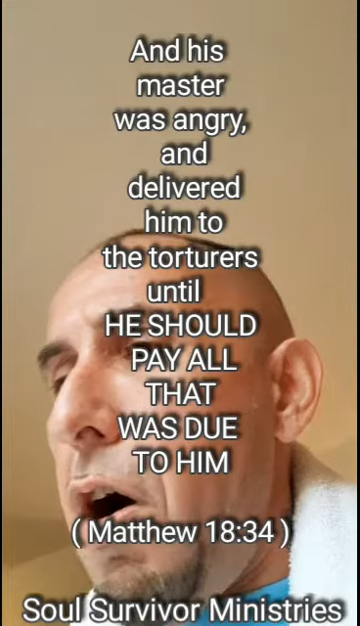 And his
master
was angry,
and
delivered
him to
the torturers
until
HE SHOULD
PAY ALL
THAT
WAS DUE
TO HIM
( Matthew 18:34 )
Soul Survivor Ministries